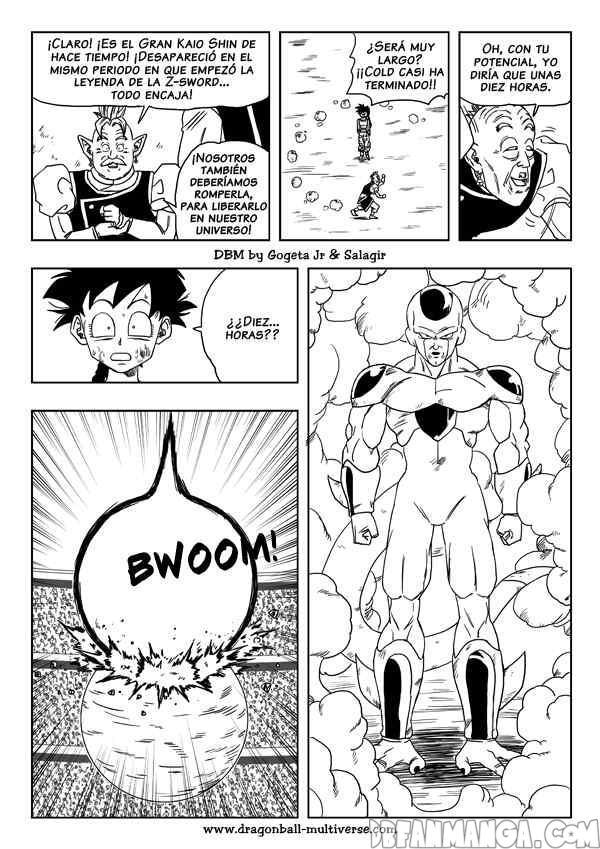 ¡Claro! ¡Es el Gran Kaio Shin de
hace tiempo! ¡Desapareció en el
mismo periodo en que empezó la
leyenda de la Z-sword...
todo encaja!
¡Nosotros
también
deberíamos
romperla,
para liberarlo
en nuestro
universo!
¿Será muy
largo?
¡¡Cold casi ha
terminado!!
Oh, con tu
potencial, yo
diría que unas
diez horas.
DBM by Gogeta Jr & Salagir
¿¿Diez...
horas??
BWOOM!
www.dragonball-multiverse.com
DBFANMANGA.COM